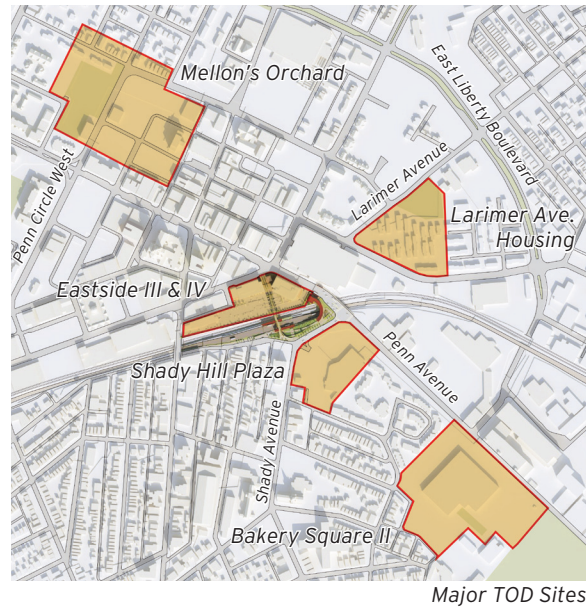 Mellon's Orchard
East Liberty Boulevard
Penn Circle West
Larimer Avenue
Larimer Ave.
Housing
Eastside III & IV
Shady Hill Plaza
Penn Avenue
Shady Avenue
Bakery Square II
Major TOD Sites